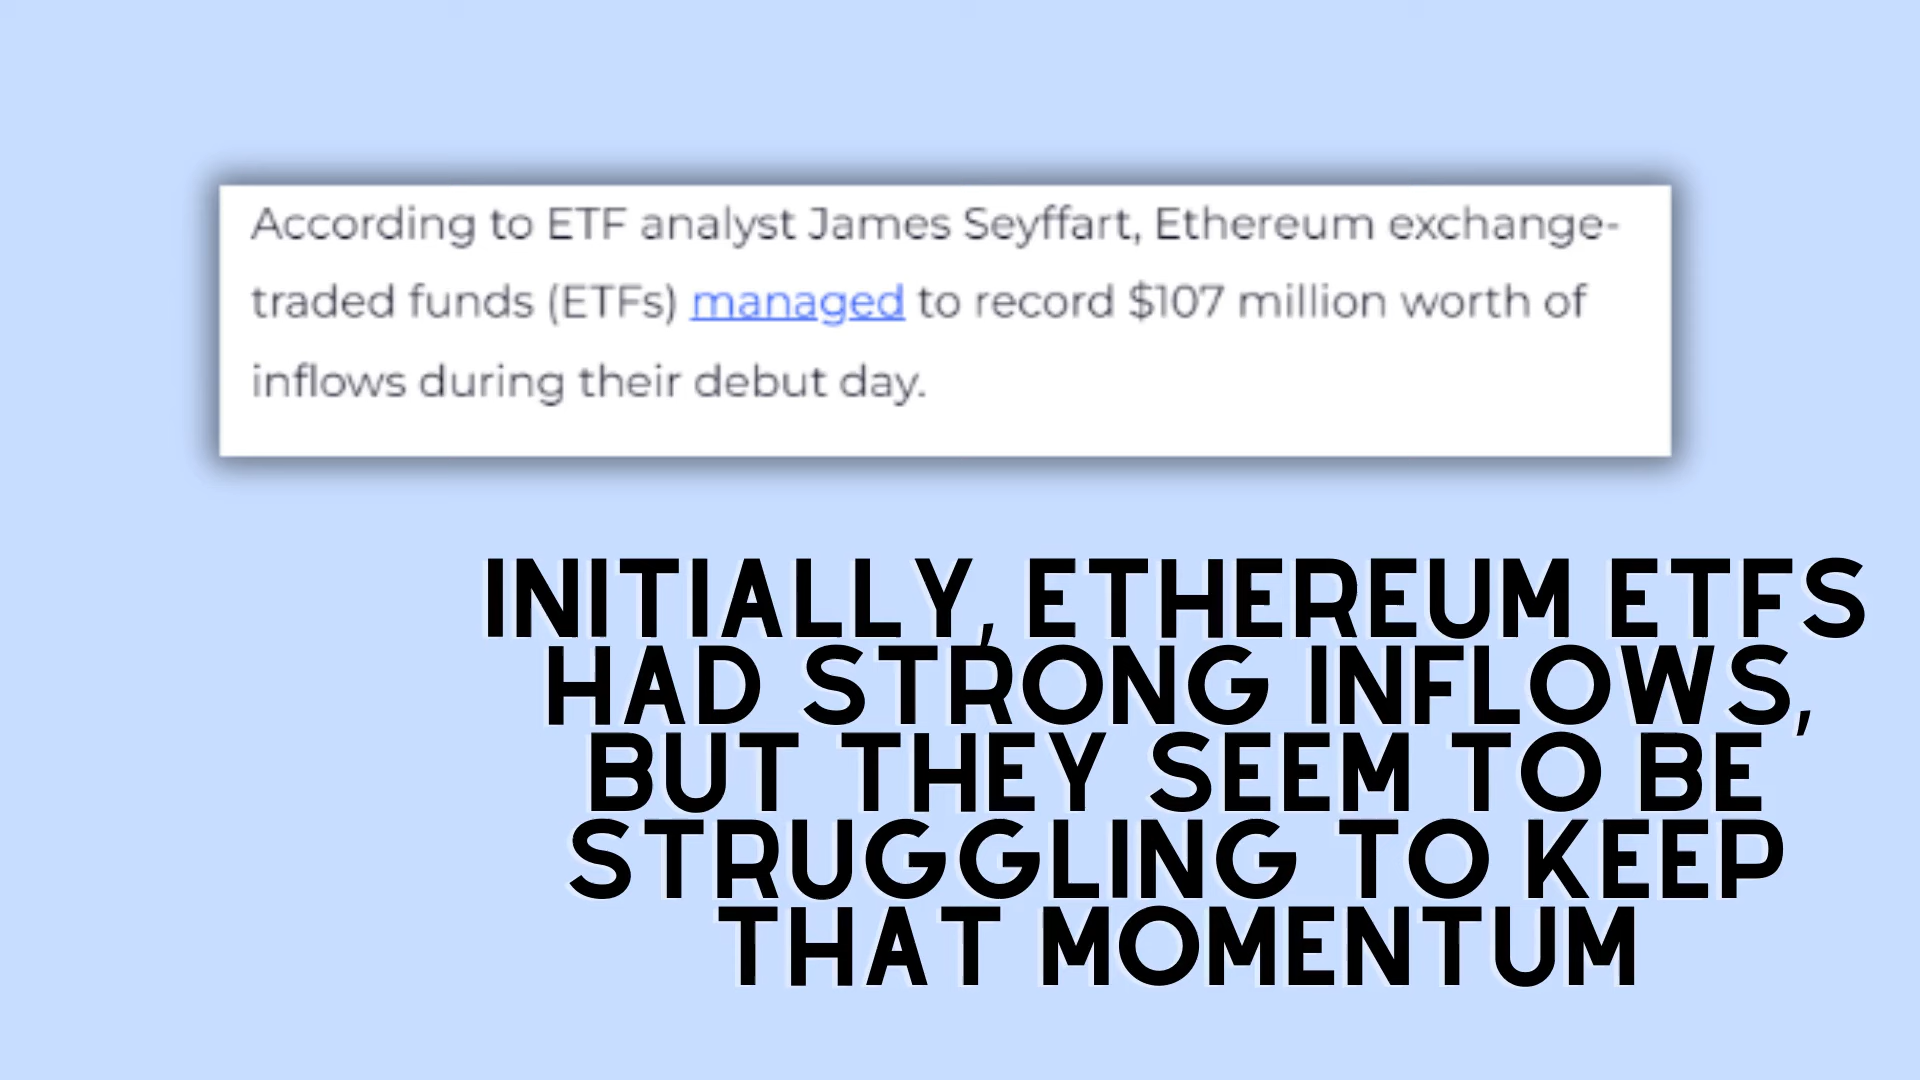 According to ETF analyst James Seyffart, Ethereum exchange-
traded funds (ETFs) managed to record $107 million worth of
inflows during their debut day.
INITIALLY, ETHEREUM ETFS
HAD STRONG INFLOWS,
BUT THEY SEEM TO BE
STRUGGLING TO KEEP
THAT MOMENTUM